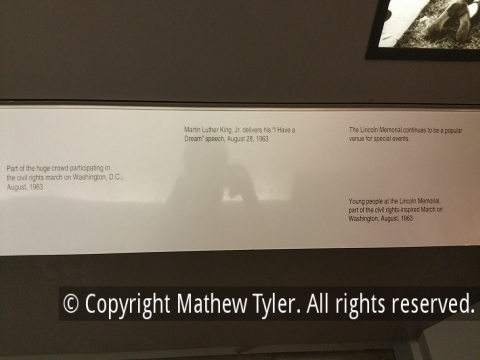 Part of the huge crowd participating in
the civil rights march on Washington, D.C.,
August, 1963
Martin Luther King, Jr. delivers his "I Have a
Dream" speech, August 28, 1963
The Lincoln Memorial continues to be a popular
venue for special events.
Young people at the Lincoln Memorial,
part of the civil rights-inspired March on
Washington, August, 1963
© Copyright Mathew Tyler. All rights reserved.